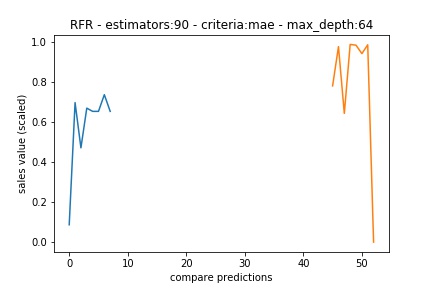 RFR - estimators:90 - criteria:mae - max_depth:64
1.0
0.8
0.6
0.4
0.2
0.0
sales value (scaled)
0 10 20 30 40 50
compare predictions